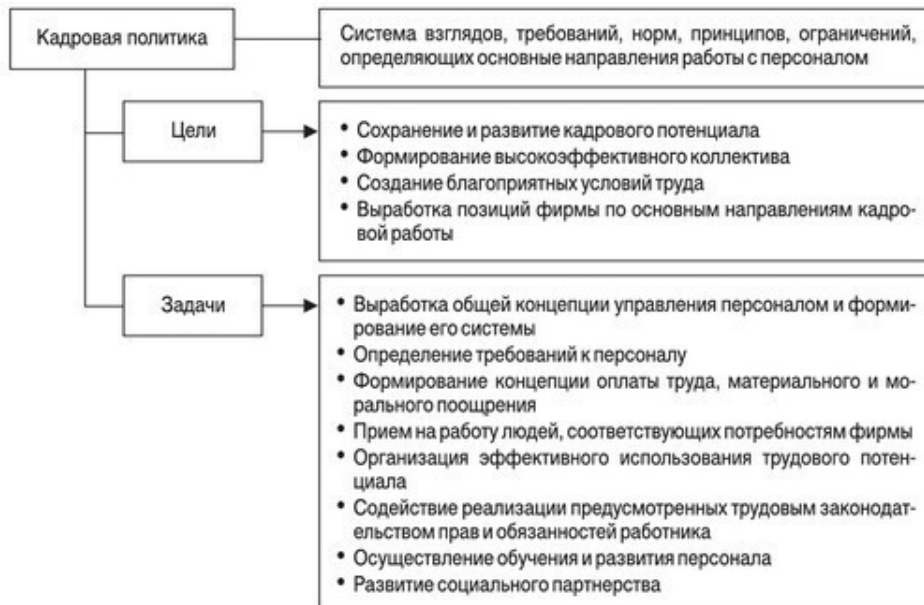 Кадровая политика
Система взглядов, требований, норм, принципов, ограничений,
определяющих основные направления работы с персоналом
Цели
• Сохранение и развитие кадрового потенциала
• Формирование высокоэффективного коллектива
• Создание благоприятных условий труда
• Выработка позиций фирмы по основным направлениям кадро-
вой работы
Задачи
• Выработка общей концепции управления персоналом и форми-
рование его системы
• Определение требований к персоналу
• Формирование концепции оплаты труда, материального и мо-
рального поощрения
• Прием на работу людей, соответствующих потребностям фирмы
• Организация эффективного использования трудового потен-
циала
• Содействие реализации предусмотренных трудовым законодат-
ельством прав и обязанностей работника
• Осуществление обучения и развития персонала
• Развитие социального партнерства